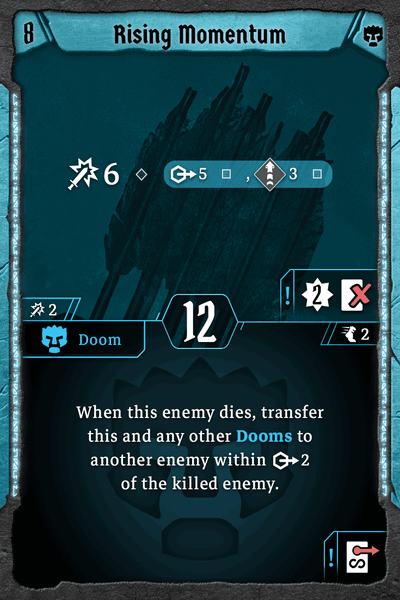 8 Rising Momentum
6 5 , 3
! 2
2 12 2
Doom
When this enemy dies, transfer
this and any other Dooms to
another enemy within 2
of the killed enemy.
! 8